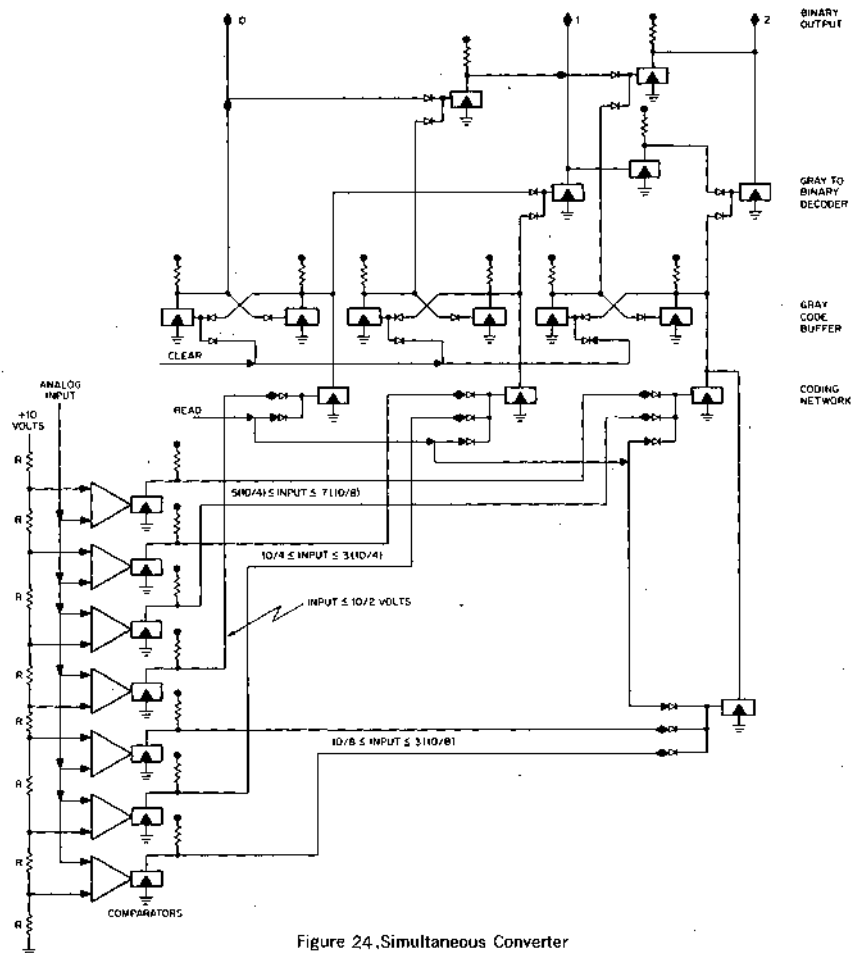 0
1
2
BINARY
OUTPUT
GRAY TO
BINARY
DECODER
GRAY
CODE
BUFFER
CLEAR
CODING
NETWORK
READ
ANALOG
INPUT
+10
VOLTS
R
R
R
R
R
R
R
R
5(10/4) ≤ INPUT ≤ 7(10/8)
10/4 ≤ INPUT ≤ 3(10/4)
INPUT ≤ 10/2 VOLTS
10/8 ≤ INPUT ≤ 3(10/8)
COMPARATORS
Figure 24.Simultaneous Converter